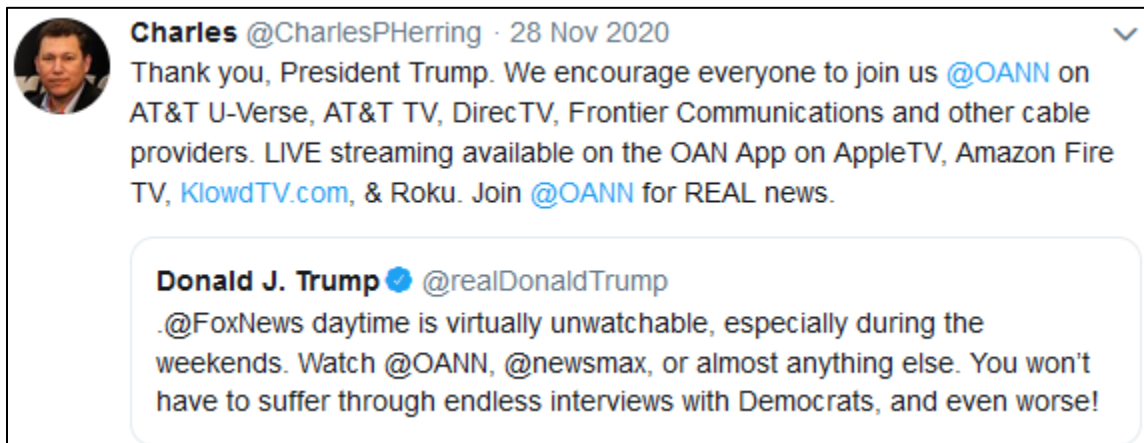 Charles @CharlesPHerring · 28 Nov 2020
Thank you, President Trump. We encourage everyone to join us @OANN on
AT&T U-Verse, AT&T TV, DirecTV, Frontier Communications and other cable
providers. LIVE streaming available on the OAN App on AppleTV, Amazon Fire
TV, KlowdTV.com, & Roku. Join @OANN for REAL news.
Donald J. Trump @realDonaldTrump
.@FoxNews daytime is virtually unwatchable, especially during the
weekends. Watch @OANN, @newsmax, or almost anything else. You won’t
have to suffer through endless interviews with Democrats, and even worse!